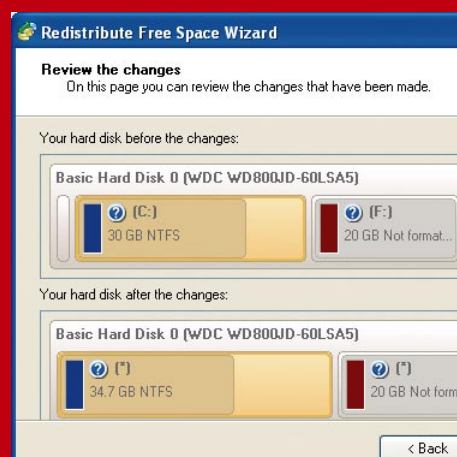 Redistribute Free Space Wizard
Review the changes
On this page you can review the changes that have been made.
Your hard disk before the changes:
Basic Hard Disk 0 (WDC WD800JD-60LSA5)
(C:)
30 GB NTFS
(F:)
20 GB Not format...
Your hard disk after the changes:
Basic Hard Disk 0 (WDC WD800JD-60LSA5)
(*)
34.7 GB NTFS
(*)
20 GB Not form
< Back